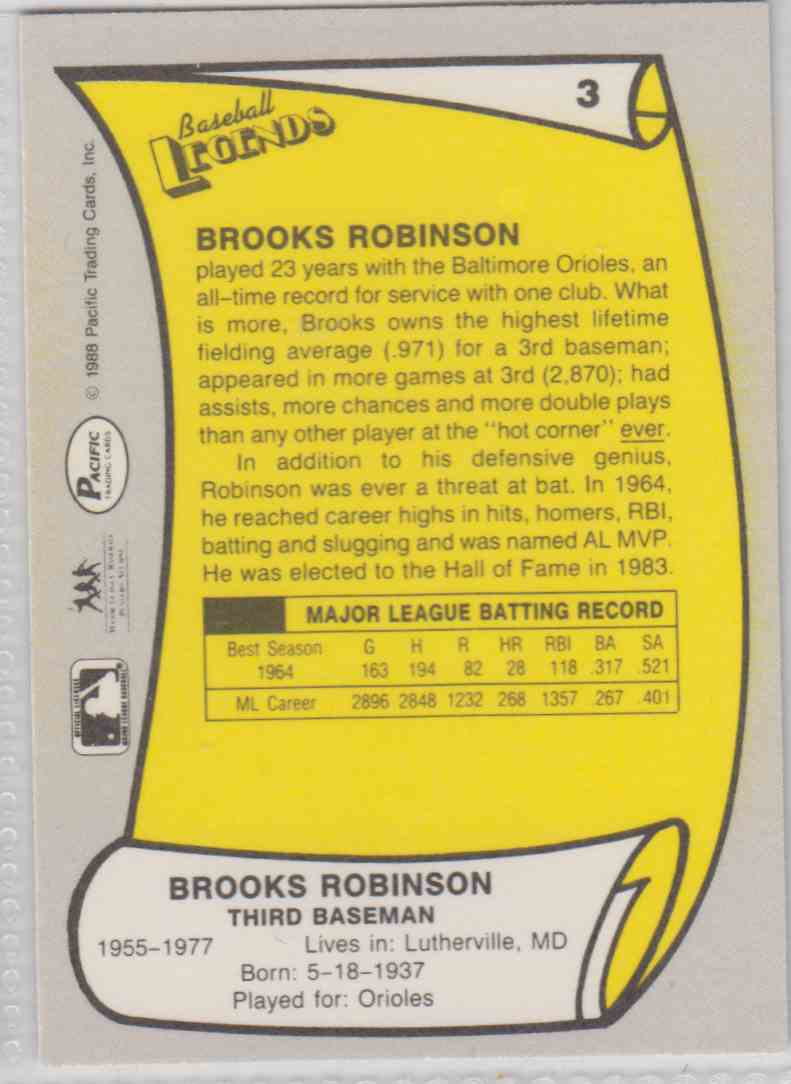 3
Baseball
LEGENDS
BROOKS ROBINSON
played 23 years with the Baltimore Orioles, an
all-time record for service with one club. What
is more, Brooks owns the highest lifetime
fielding average (.971) for a 3rd baseman;
appeared in more games at 3rd (2,870); had
assists, more chances and more double plays
than any other player at the "hot corner" ever.
In addition to his defensive genius,
Robinson was ever a threat at bat. In 1964,
he reached career highs in hits, homers, RBI,
batting and slugging and was named AL MVP.
He was elected to the Hall of Fame in 1983.
MAJOR LEAGUE BATTING RECORD
Best Season G H R HR RBI BA SA
1964 163 194 82 28 118 .317 .521
ML Career 2896 2848 1232 268 1357 .267 .401
BROOKS ROBINSON
THIRD BASEMAN
1955-1977 Lives in: Lutherville, MD
Born: 5-18-1937
Played for: Orioles
© 1988 Pacific Trading Cards, Inc.
PACIFIC
TRADING CARDS